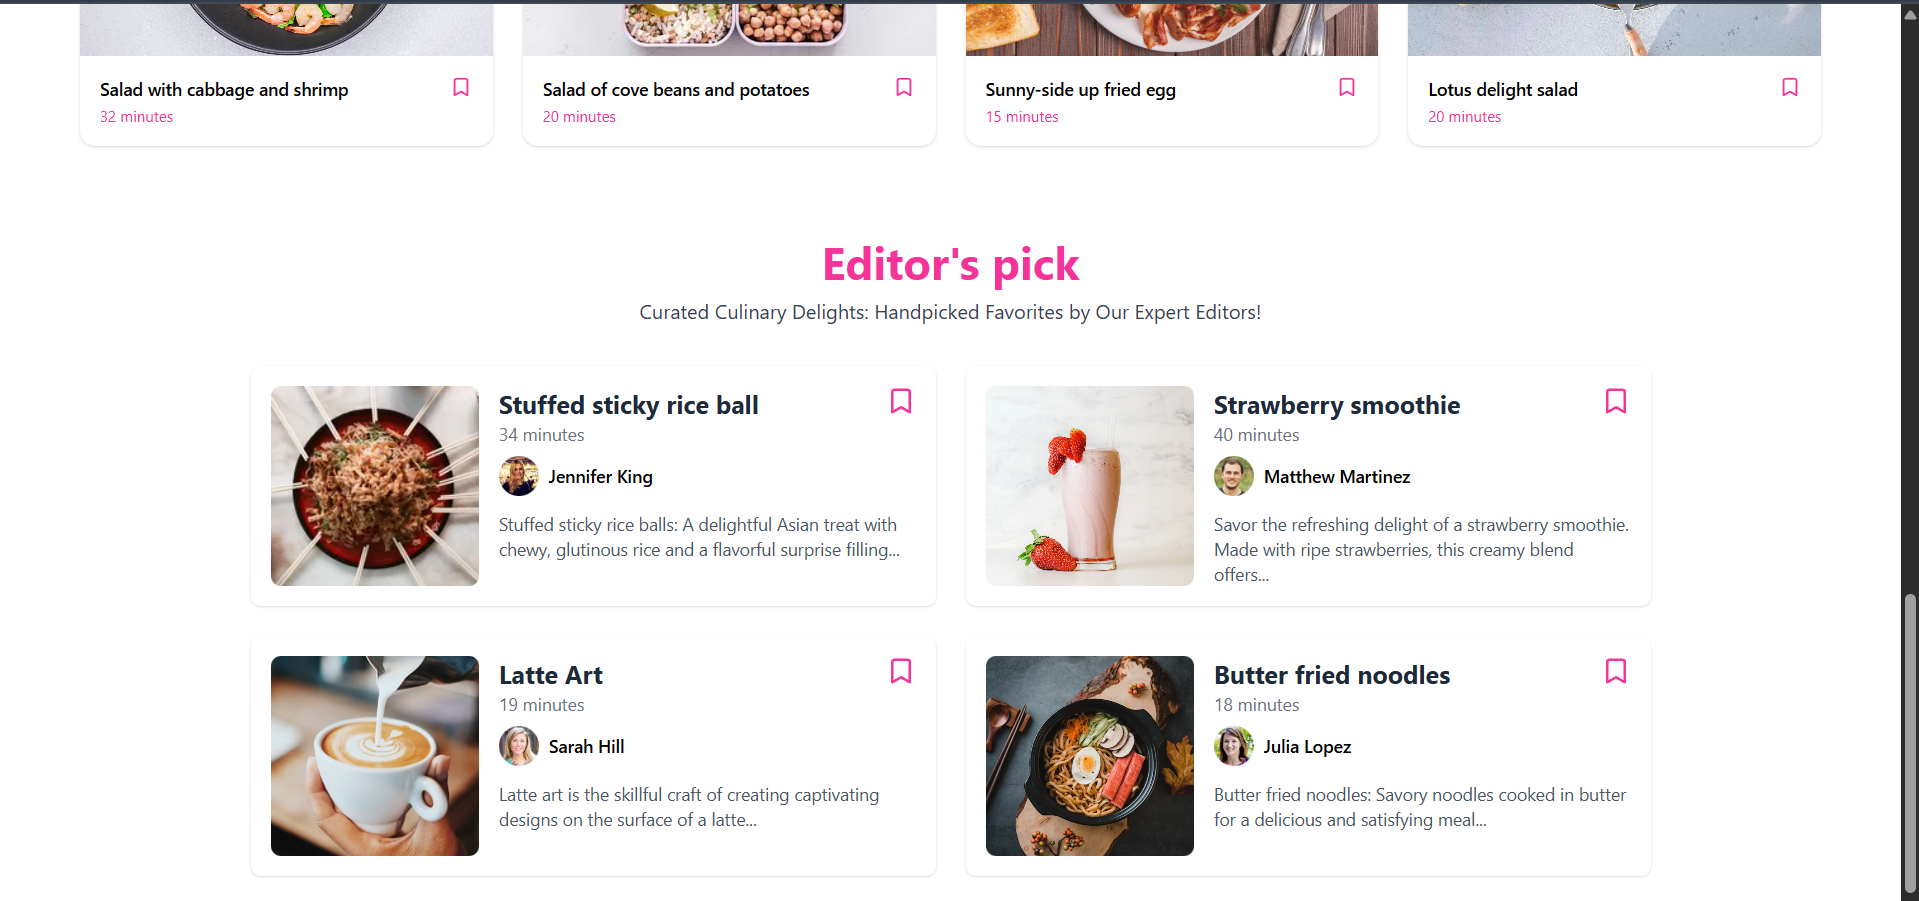 Salad with cabbage and shrimp
32 minutes
Salad of cove beans and potatoes
20 minutes
Sunny-side up fried egg
15 minutes
Lotus delight salad
20 minutes
Editor's pick
Curated Culinary Delights: Handpicked Favorites by Our Expert Editors!
Stuffed sticky rice ball
34 minutes
Jennifer King
Stuffed sticky rice balls: A delightful Asian treat with
chewy, glutinous rice and a flavorful surprise filling...
Strawberry smoothie
40 minutes
Matthew Martinez
Savor the refreshing delight of a strawberry smoothie.
Made with ripe strawberries, this creamy blend
offers...
Latte Art
19 minutes
Sarah Hill
Latte art is the skillful craft of creating captivating
designs on the surface of a latte...
Butter fried noodles
18 minutes
Julia Lopez
Butter fried noodles: Savory noodles cooked in butter
for a delicious and satisfying meal...